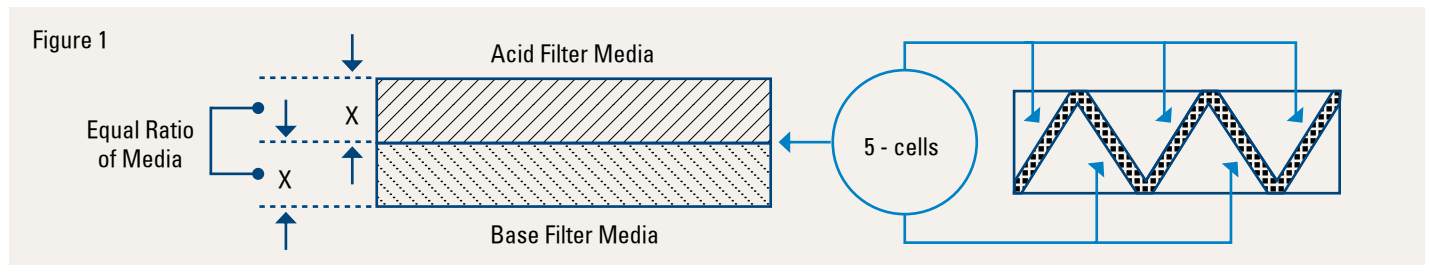 Figure 1
Acid Filter Media
Equal Ratio
of Media
X
X
5 - cells
Base Filter Media